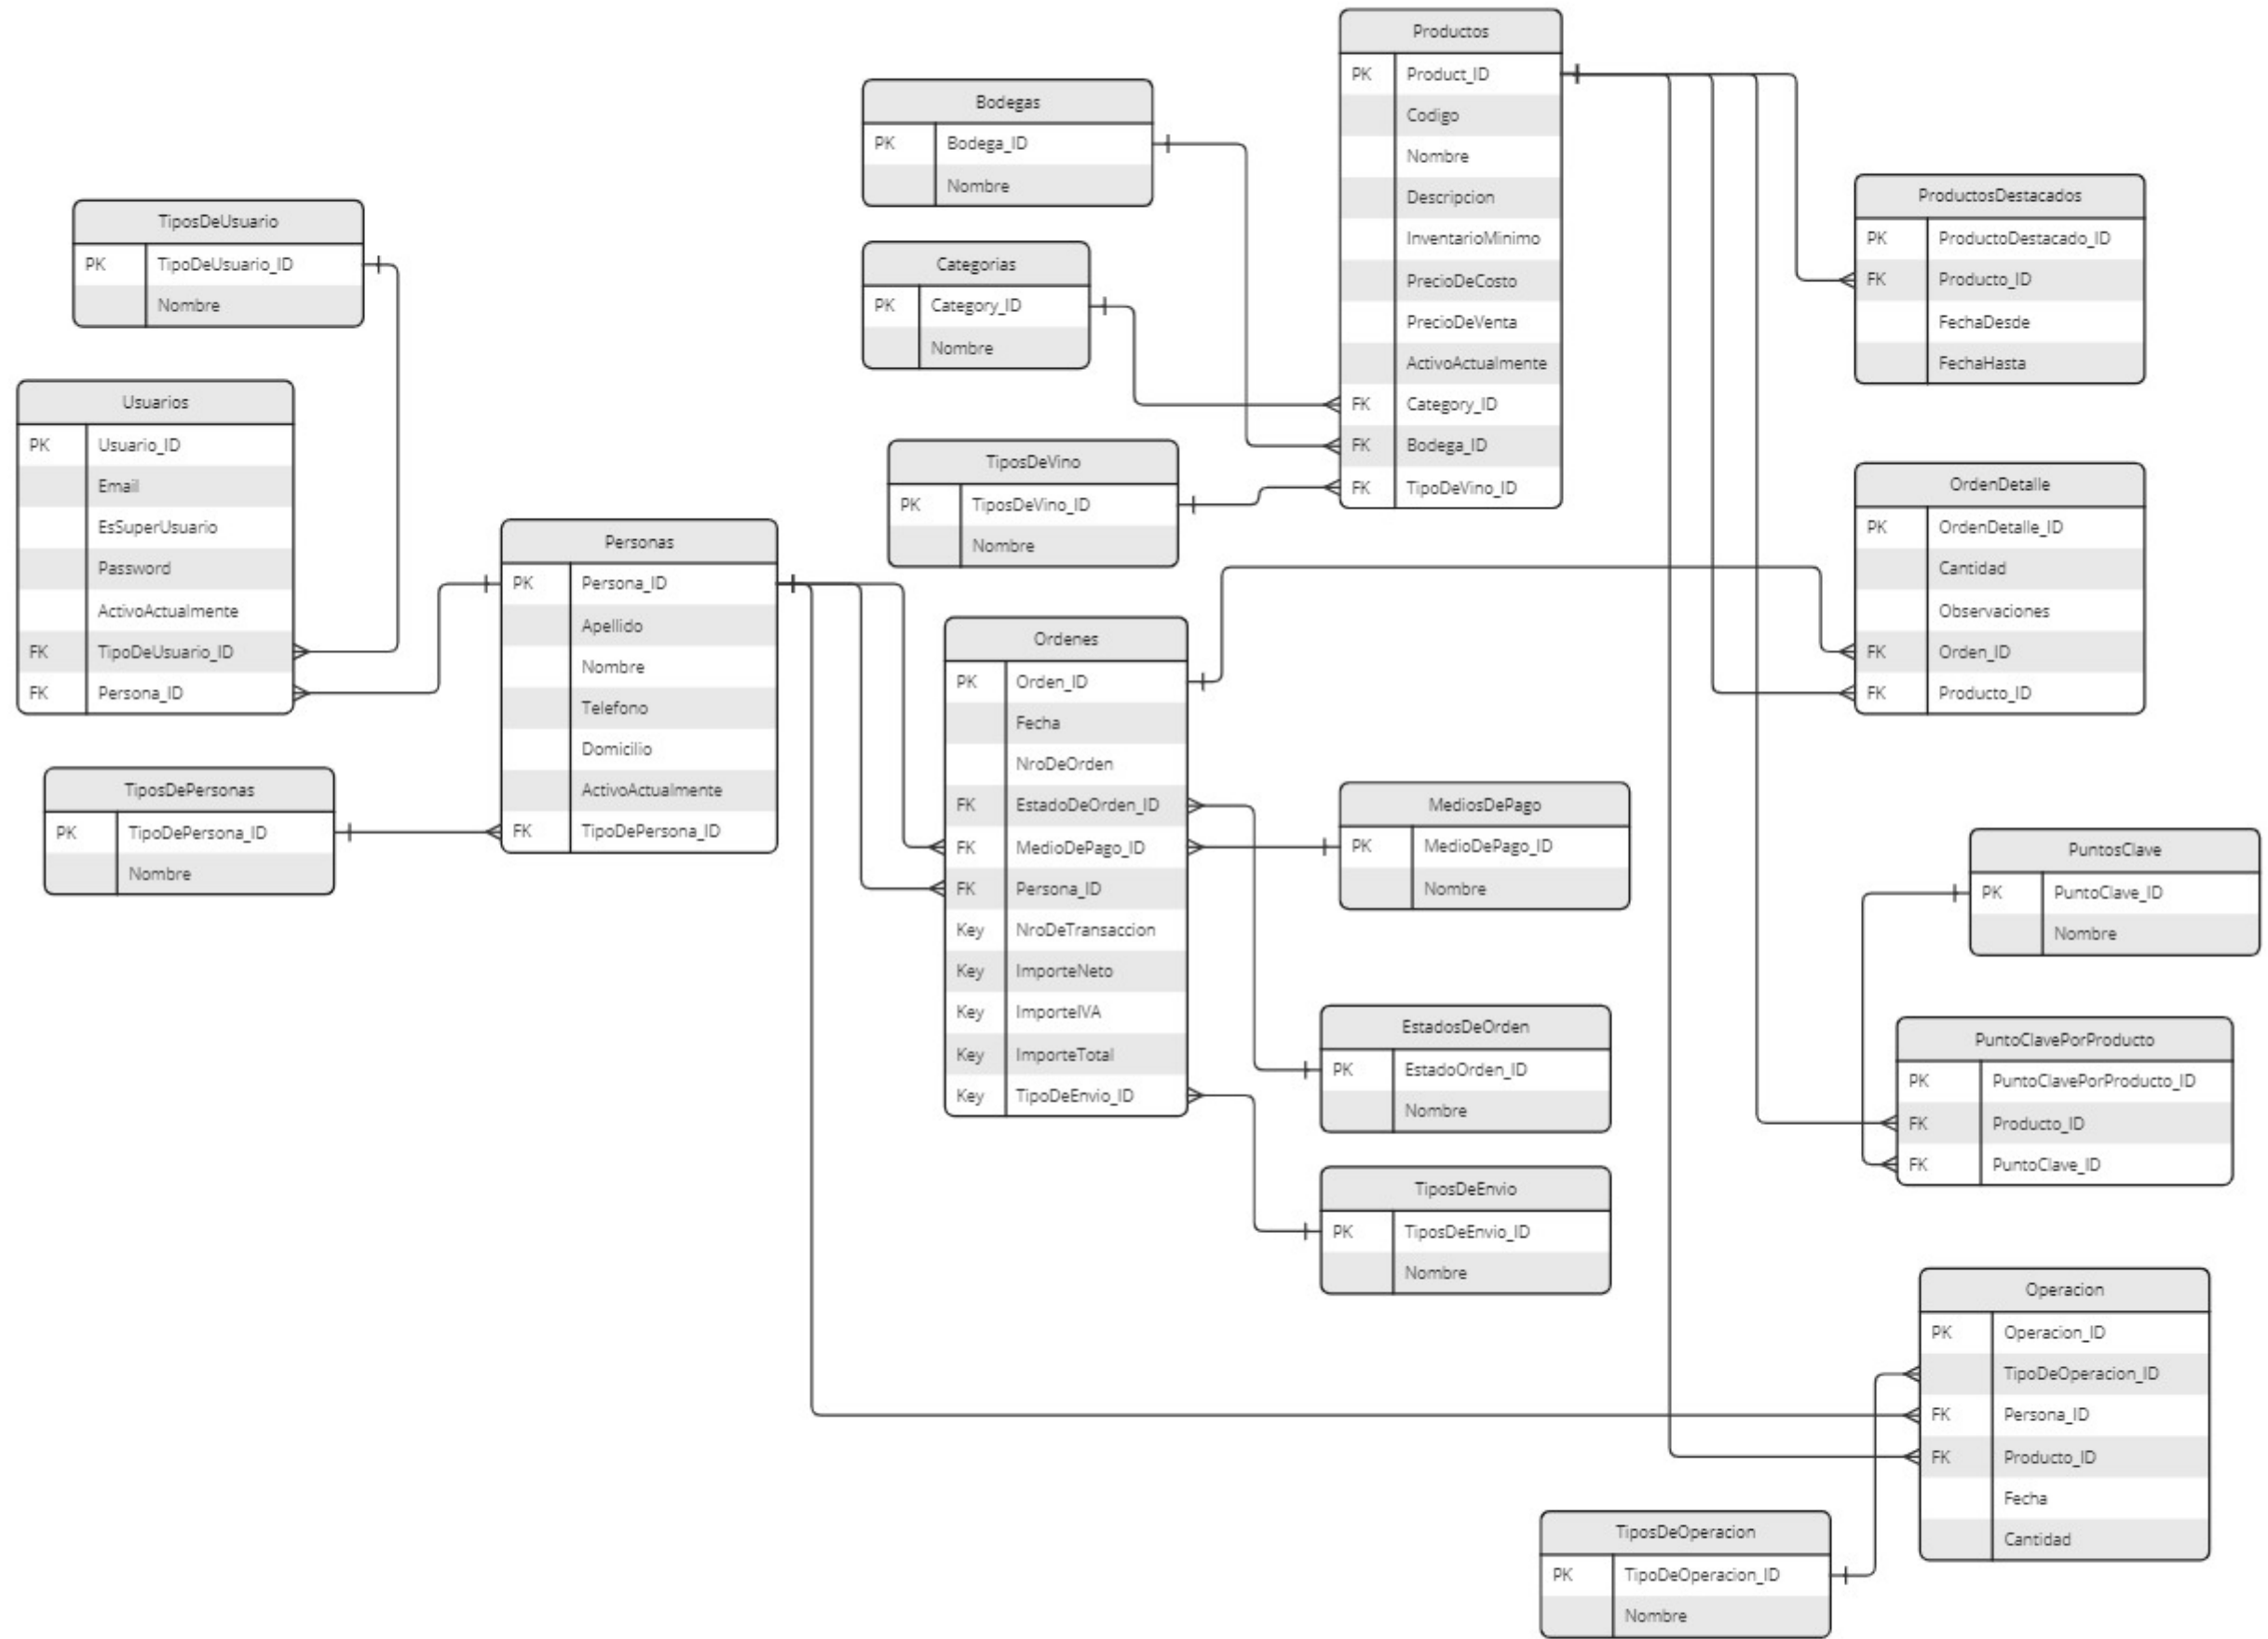 Productos
PK Product_ID
Codigo
Nombre
Descripcion
InventarioMinimo
PrecioDeCosto
PrecioDeVenta
ActivoActualmente
FK Category_ID
FK Bodega_ID
FK TipoDeVino_ID
Bodegas
PK Bodega_ID
Nombre
Categorias
PK Category_ID
Nombre
TiposDeVino
PK TiposDeVino_ID
Nombre
TiposDeUsuario
PK TipoDeUsuario_ID
Nombre
Usuarios
PK Usuario_ID
Email
EsSuperUsuario
Password
ActivoActualmente
FK TipoDeUsuario_ID
FK Persona_ID
TiposDePersonas
PK TipoDePersona_ID
Nombre
Personas
PK Persona_ID
Apellido
Nombre
Telefono
Domicilio
ActivoActualmente
FK TipoDePersona_ID
Ordenes
PK Orden_ID
Fecha
NroDeOrden
FK EstadoDeOrden_ID
FK MedioDePago_ID
FK Persona_ID
Key NroDeTransaccion
Key ImporteNeto
Key ImporteIVA
Key ImporteTotal
Key TipoDeEnvio_ID
MediosDePago
PK MedioDePago_ID
Nombre
EstadosDeOrden
PK EstadoOrden_ID
Nombre
TiposDeEnvio
PK TiposDeEnvio_ID
Nombre
ProductosDestacados
PK ProductoDestacado_ID
FK Producto_ID
FechaDesde
FechaHasta
OrdenDetalle
PK OrdenDetalle_ID
Cantidad
Observaciones
FK Orden_ID
FK Producto_ID
PuntosClave
PK PuntoClave_ID
Nombre
PuntoClavePorProducto
PK PuntoClavePorProducto_ID
FK Producto_ID
FK PuntoClave_ID
Operacion
PK Operacion_ID
TipoDeOperacion_ID
FK Persona_ID
FK Producto_ID
Fecha
Cantidad
TiposDeOperacion
PK TipoDeOperacion_ID
Nombre